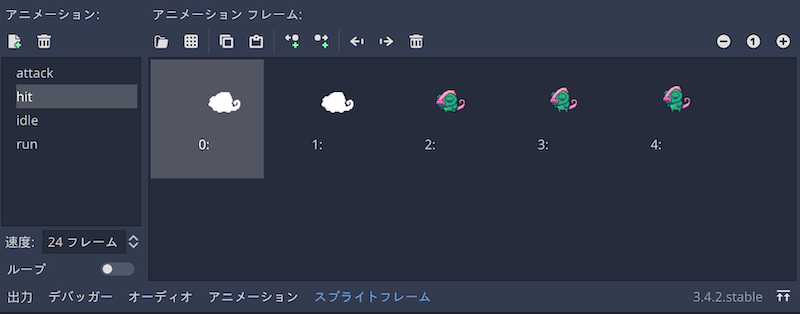 アニメーション: アニメーション フレーム:
attack
hit
idle
run
0: 1: 2: 3: 4:
速度: 24 フレーム
ループ
出力 デバッガー オーディオ アニメーション スプライトフレーム 3.4.2.stable